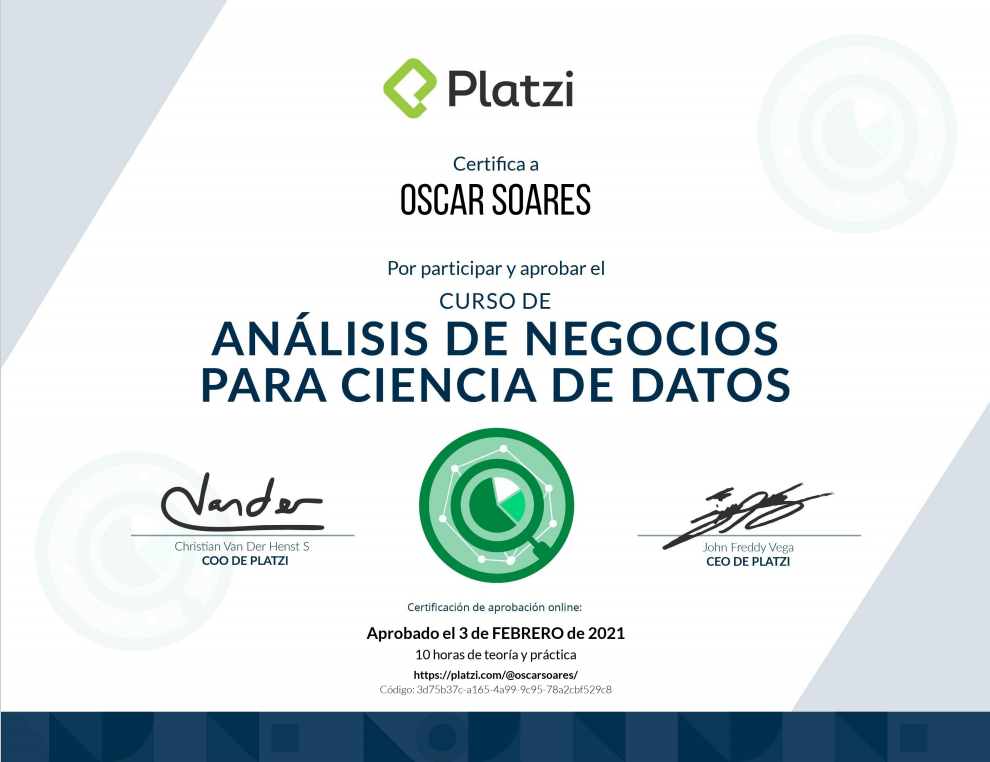 Platzi
Certifica a
OSCAR SOARES
Por participar y aprobar el
CURSO DE
ANÁLISIS DE NEGOCIOS
PARA CIENCIA DE DATOS
Vander
Christian Van Der Henst S
COO DE PLATZI
John Freddy Vega
CEO DE PLATZI
Certificación de aprobación online:
Aprobado el 3 de FEBRERO de 2021
10 horas de teoría y práctica
https://platzi.com/@oscarsoares/
Código: 3d75b37c-a165-4a99-9c95-78a2cbf529c8